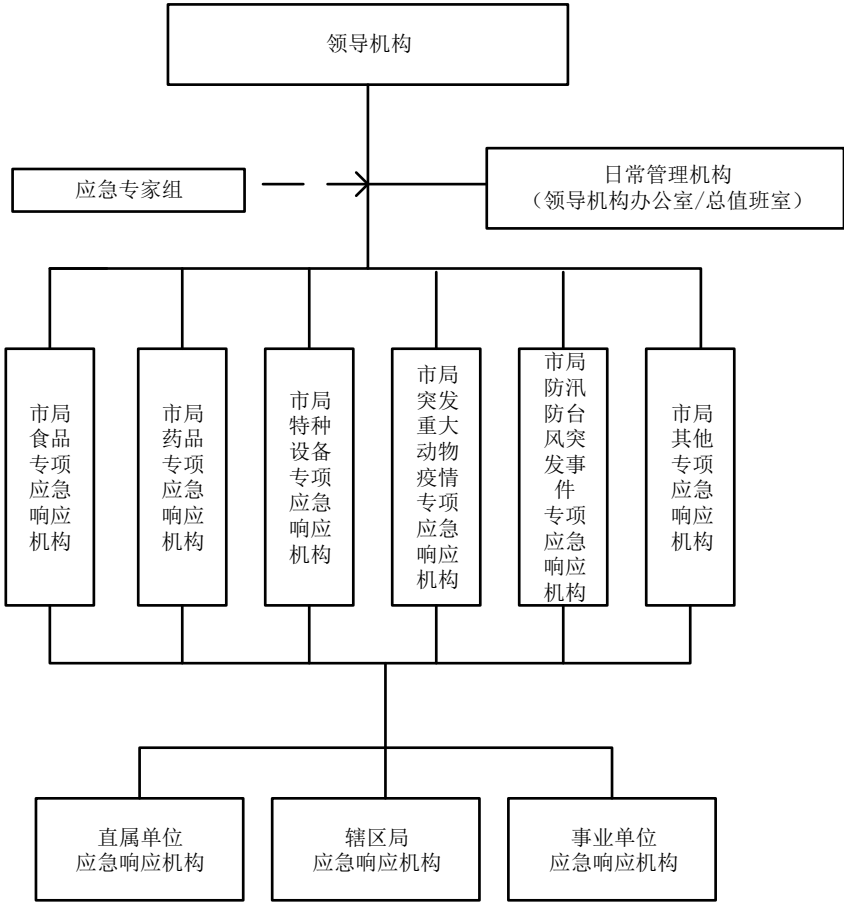 领导机构
应急专家组
日常管理机构
（领导机构办公室/总值班室）
市局
食品
专项
应急
响应
机构
市局
药品
专项
应急
响应
机构
市局
特种
设备
专项
应急
响应
机构
市局
突发
重大
动物
疫情
专项
应急
响应
机构
市局
防汛
防台
风突
发事
件
专项
应急
响应
机构
市局
其他
专项
应急
响应
机构
直属单位
应急响应机构
辖区局
应急响应机构
事业单位
应急响应机构